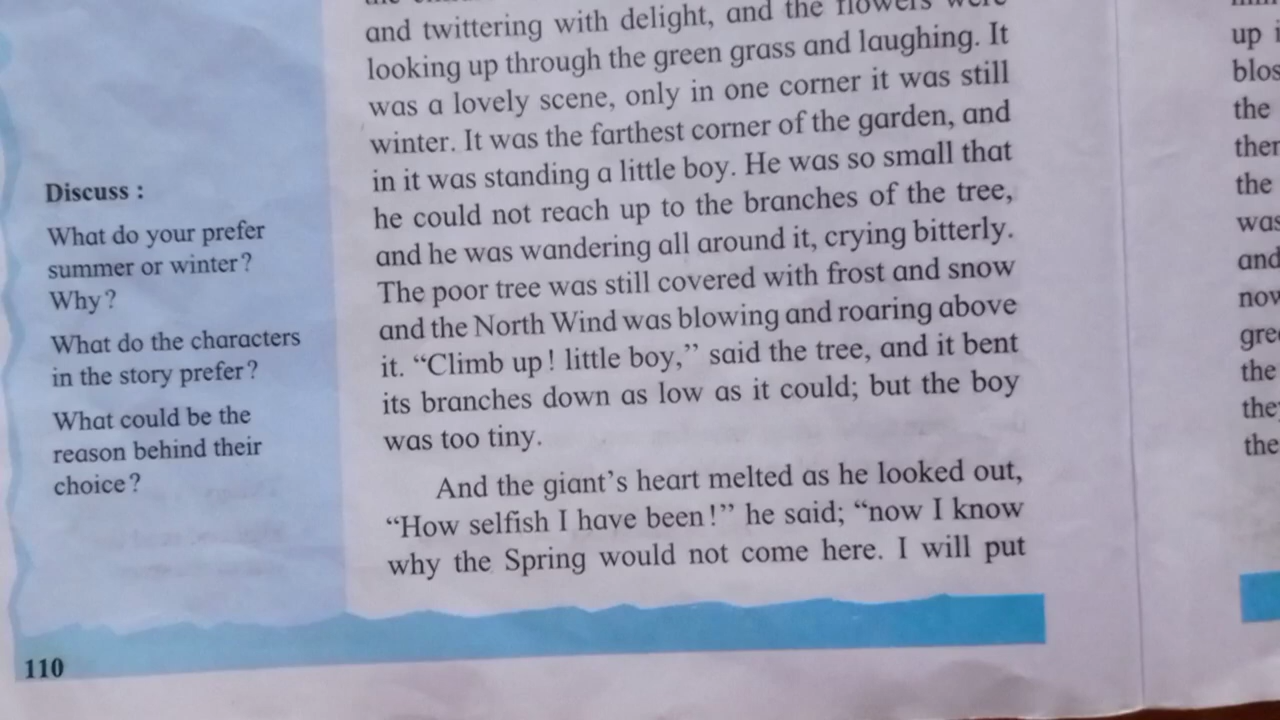 and twittering with delight, and the flowers were
looking up through the green grass and laughing. It
was a lovely scene, only in one corner it was still
winter. It was the farthest corner of the garden, and
in it was standing a little boy. He was so small that
he could not reach up to the branches of the tree,
and he was wandering all around it, crying bitterly.
The poor tree was still covered with frost and snow
and the North Wind was blowing and roaring above
it. “Climb up! little boy,” said the tree, and it bent
its branches down as low as it could; but the boy
was too tiny.
And the giant’s heart melted as he looked out,
“How selfish I have been!” he said; “now I know
why the Spring would not come here. I will put
Discuss :
What do your prefer
summer or winter?
Why?
What do the characters
in the story prefer?
What could be the
reason behind their
choice?
110
up
the
the
was
and
the
the